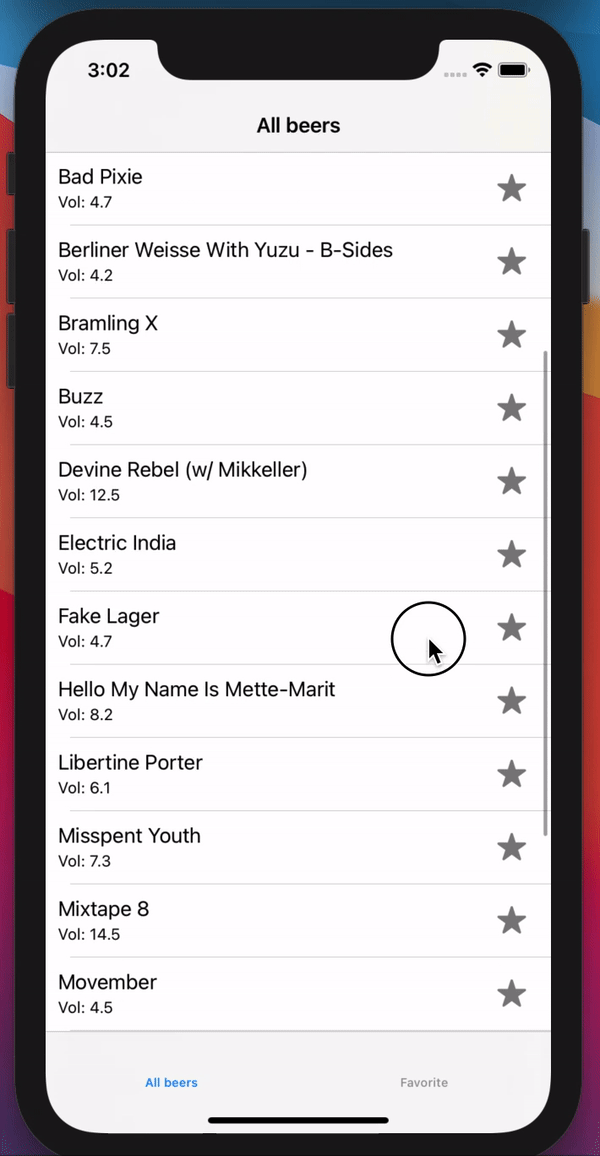 3:02
All beers
Bad Pixie
Vol: 4.7
Berliner Weisse With Yuzu - B-Sides
Vol: 4.2
Bramling X
Vol: 7.5
Buzz
Vol: 4.5
Devine Rebel (w/ Mikkeller)
Vol: 12.5
Electric India
Vol: 5.2
Fake Lager
Vol: 4.7
Hello My Name Is Mette-Marit
Vol: 8.2
Libertine Porter
Vol: 6.1
Misspent Youth
Vol: 7.3
Mixtape 8
Vol: 14.5
Movember
Vol: 4.5
All beers
Favorite